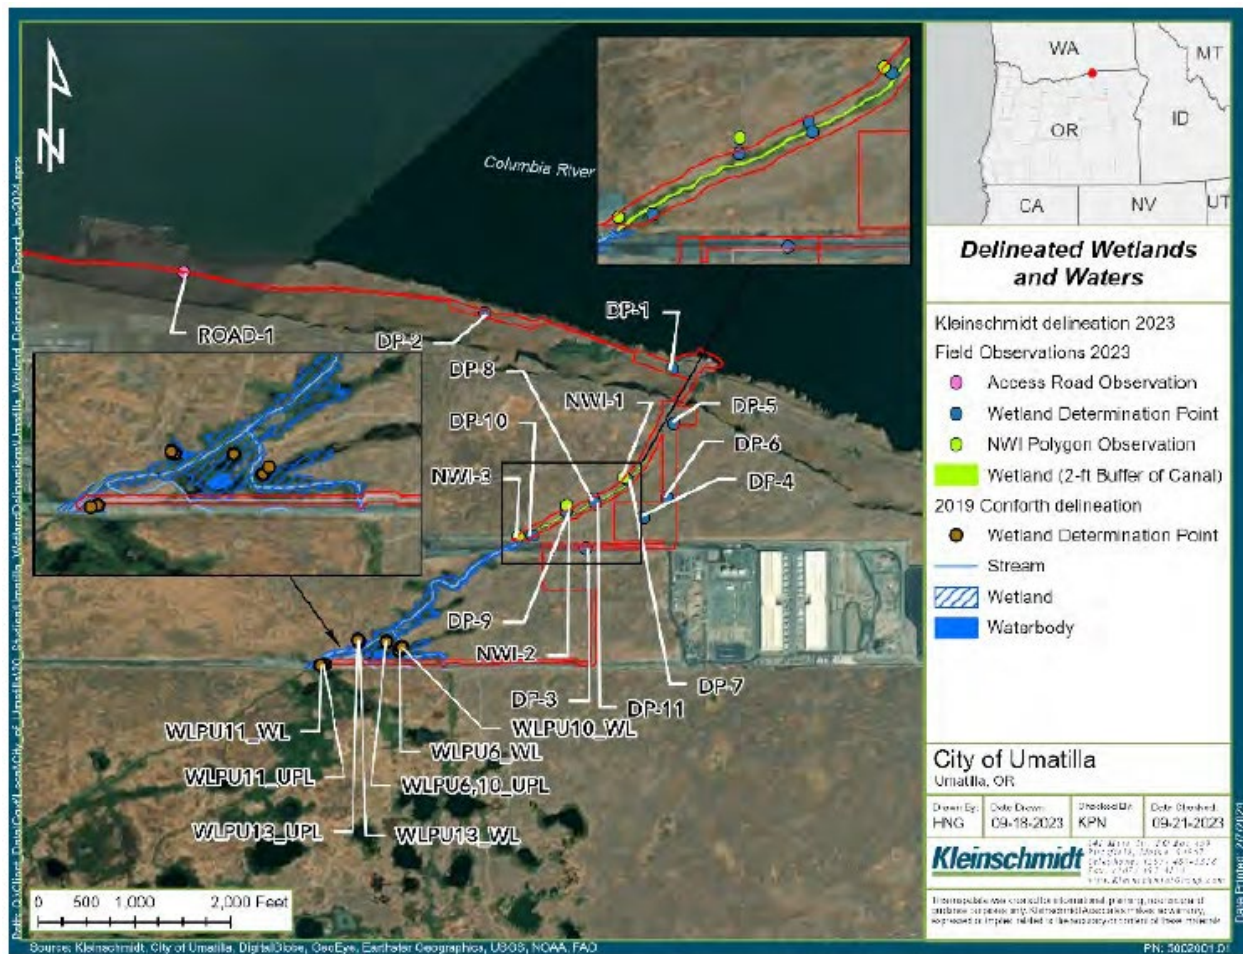 WA
MT
OR
ID
CA
NV
UT
N
Columbia River
ROAD-1
DP-2
DP-1
DP-8
NWI-1
DP-5
DP-10
DP-6
NWI-3
DP-4
DP-9
NWI-2
DP-7
DP-3
DP-11
WLPU11_WL
WLPU10_WL
WLPU6_WL
WLPU11_UPL
WLPU6,10_UPL
WLPU13_UPL
WLPU13_WL
0 500 1,000 2,000 Feet
Source: Kleinschmidt, City of Umatilla, DigitalGlobe, GeoEye, Earthstar Geographics, USGS, NOAA, FAO
Delineated Wetlands
and Waters
Kleinschmidt delineation 2023
Field Observations 2023
Access Road Observation
Wetland Determination Point
NWI Polygon Observation
Wetland (2-ft Buffer of Canal)
2019 Conforth delineation
Wetland Determination Point
Stream
Wetland
Waterbody
City of Umatilla
Umatilla, OR
Drawn By: Date Drawn: Checked By: Date Checked:
HNG 09-18-2023 KPN 09-21-2023
Kleinschmidt